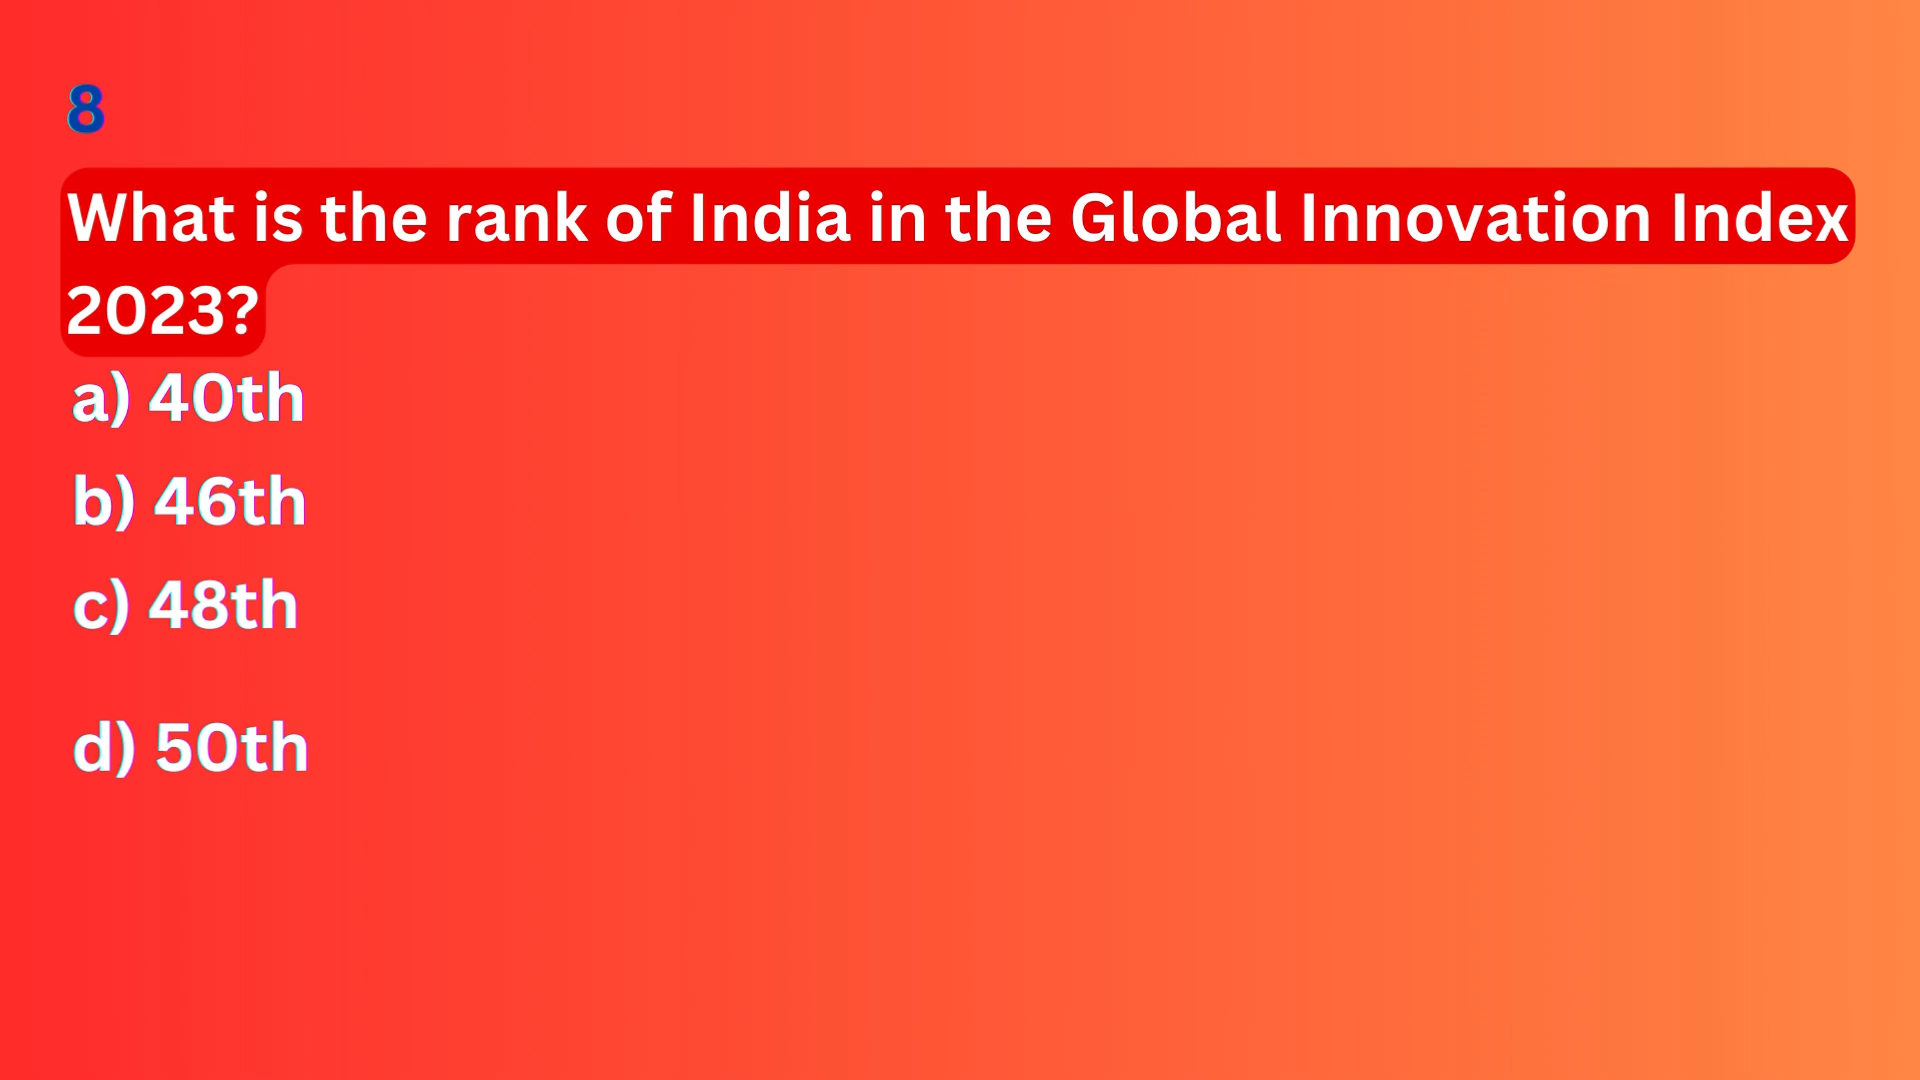 8
What is the rank of India in the Global Innovation Index
2023?
a) 40th
b) 46th
c) 48th
d) 50th